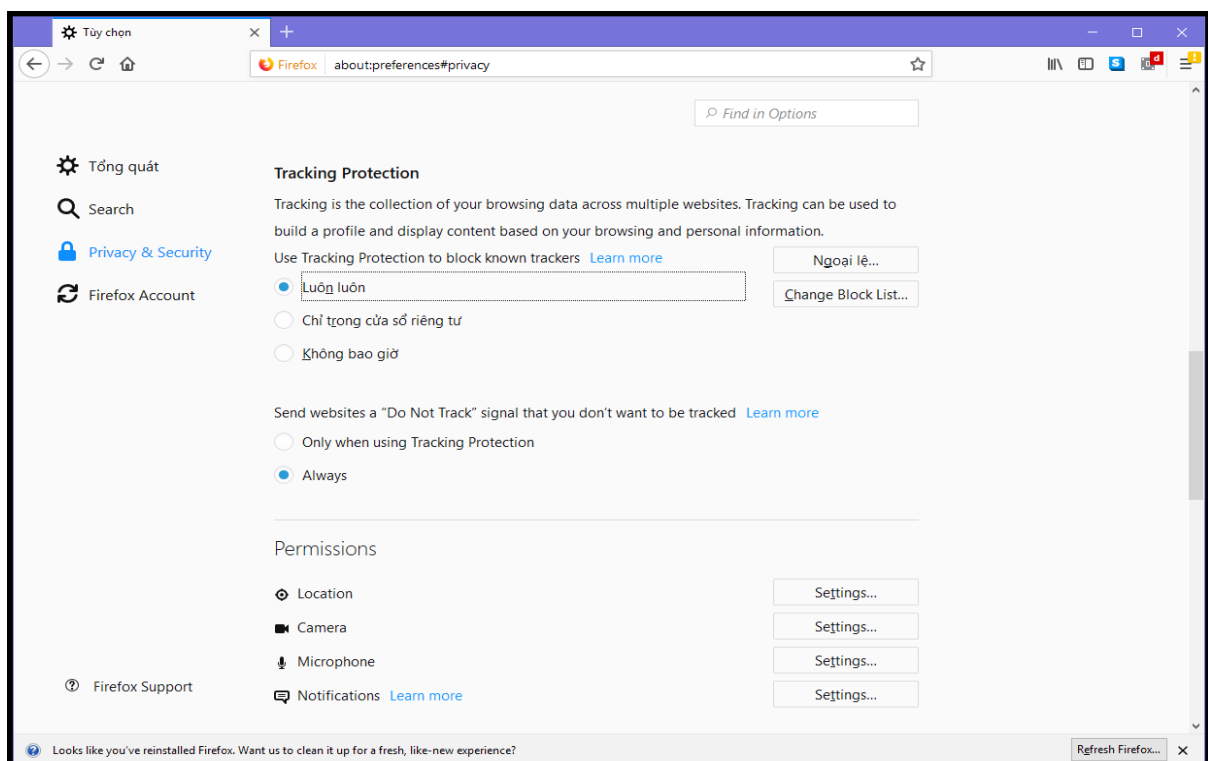 Tùy chọn
Firefox about:preferences#privacy
S
d
!
Find in Options
Tổng quát
Search
Privacy & Security
Firefox Account
Firefox Support
Tracking Protection
Tracking is the collection of your browsing data across multiple websites. Tracking can be used to
build a profile and display content based on your browsing and personal information.
Use Tracking Protection to block known trackers Learn more
Ngoại lệ...
Luôn luôn
Change Block List...
Chỉ trong cửa sổ riêng tư
Không bao giờ
Send websites a “Do Not Track” signal that you don’t want to be tracked Learn more
Only when using Tracking Protection
Always
Permissions
Location Settings...
Camera Settings...
Microphone Settings...
Notifications Learn more Settings...
Looks like you’ve reinstalled Firefox. Want us to clean it up for a fresh, like-new experience? Refresh Firefox...